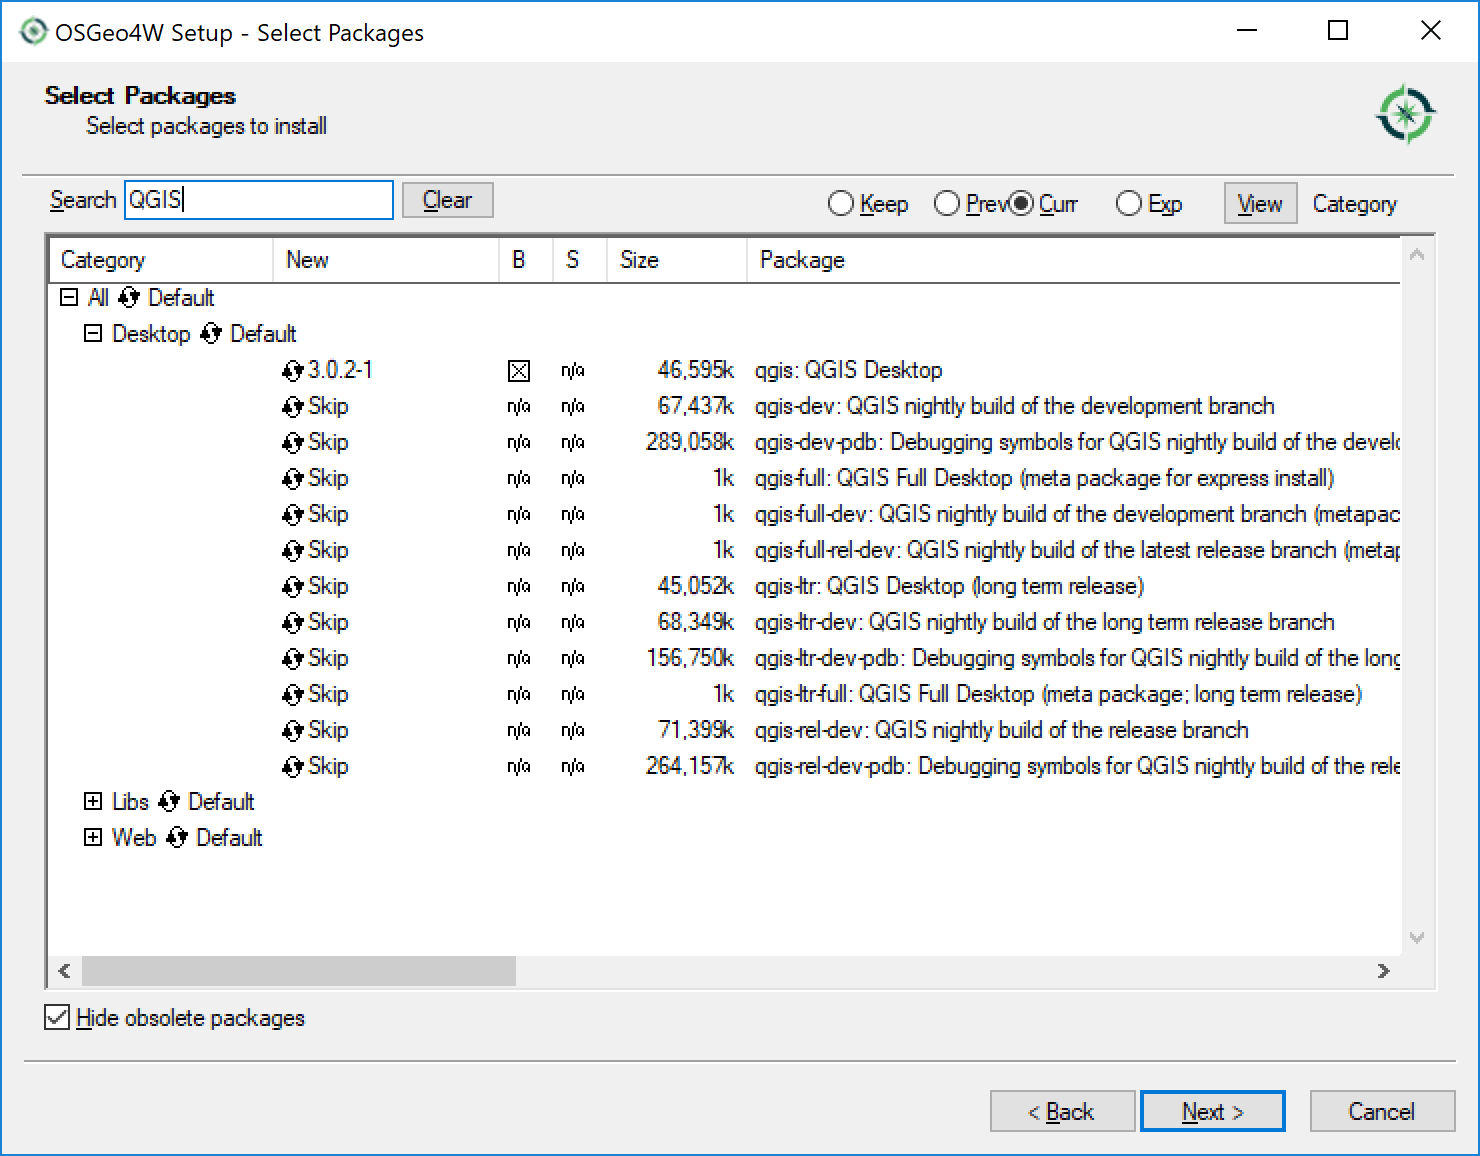 OSGeo4W Setup - Select Packages
Select Packages
Select packages to install
Search QGIS Clear Keep Prev Curr Exp View Category
Category New B S Size Package
All Default
Desktop Default
3.0.2-1 n/a 46,595k qgis: QGIS Desktop
Skip n/a n/a 67,437k qgis-dev: QGIS nightly build of the development branch
Skip n/a n/a 289,058k qgis-dev-pdb: Debugging symbols for QGIS nightly build of the develo
Skip n/a n/a 1k qgis-full: QGIS Full Desktop (meta package for express install)
Skip n/a n/a 1k qgis-full-dev: QGIS nightly build of the development branch (metapac
Skip n/a n/a 1k qgis-full-rel-dev: QGIS nightly build of the latest release branch (metap
Skip n/a n/a 45,052k qgis-ltr: QGIS Desktop (long term release)
Skip n/a n/a 68,349k qgis-ltr-dev: QGIS nightly build of the long term release branch
Skip n/a n/a 156,750k qgis-ltr-dev-pdb: Debugging symbols for QGIS nightly build of the long
Skip n/a n/a 1k qgis-ltr-full: QGIS Full Desktop (meta package; long term release)
Skip n/a n/a 71,399k qgis-rel-dev: QGIS nightly build of the release branch
Skip n/a n/a 264,157k qgis-rel-dev-pdb: Debugging symbols for QGIS nightly build of the rele
Libs Default
Web Default
Hide obsolete packages
< Back Next > Cancel